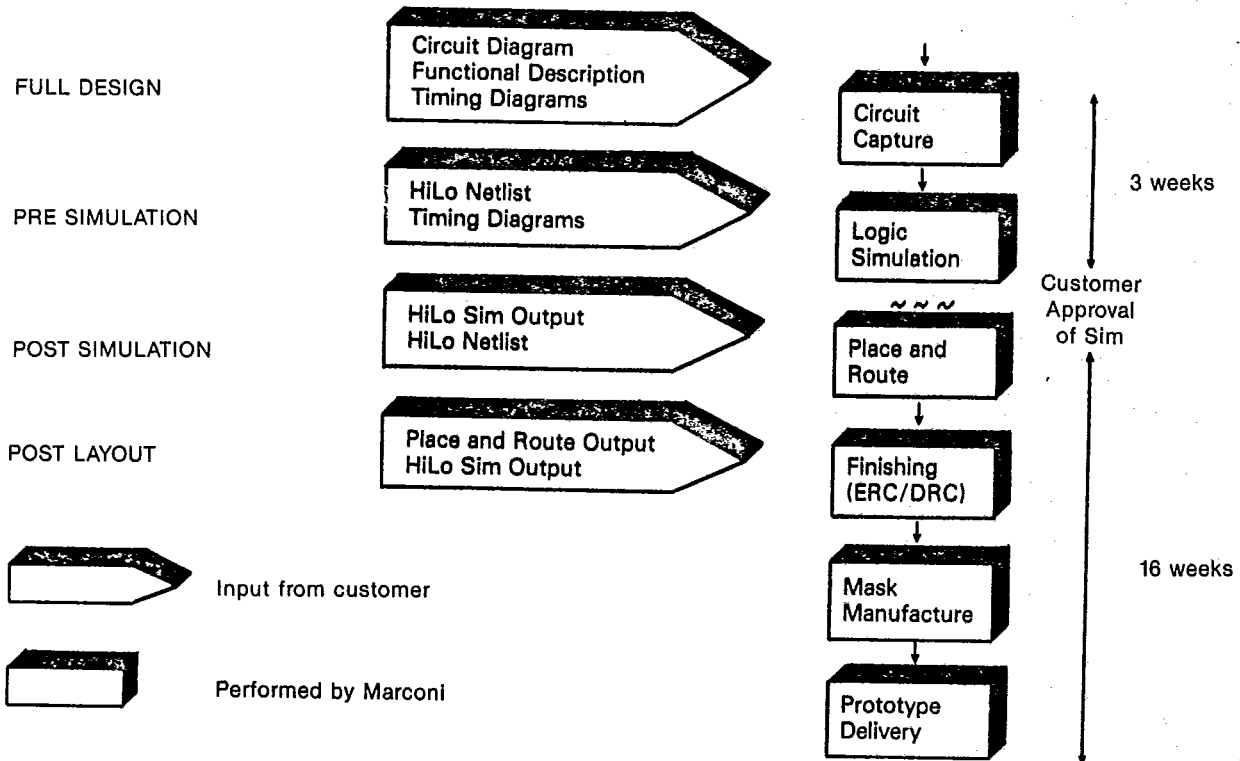 FULL DESIGN
Circuit Diagram
Functional Description
Timing Diagrams
PRE SIMULATION
HiLo Netlist
Timing Diagrams
POST SIMULATION
HiLo Sim Output
HiLo Netlist
POST LAYOUT
Place and Route Output
HiLo Sim Output
Input from customer
Performed by Marconi
Circuit
Capture
Logic
Simulation
Place and
Route
Finishing
(ERC/DRC)
Mask
Manufacture
Prototype
Delivery
3 weeks
Customer
Approval
of Sim
16 weeks